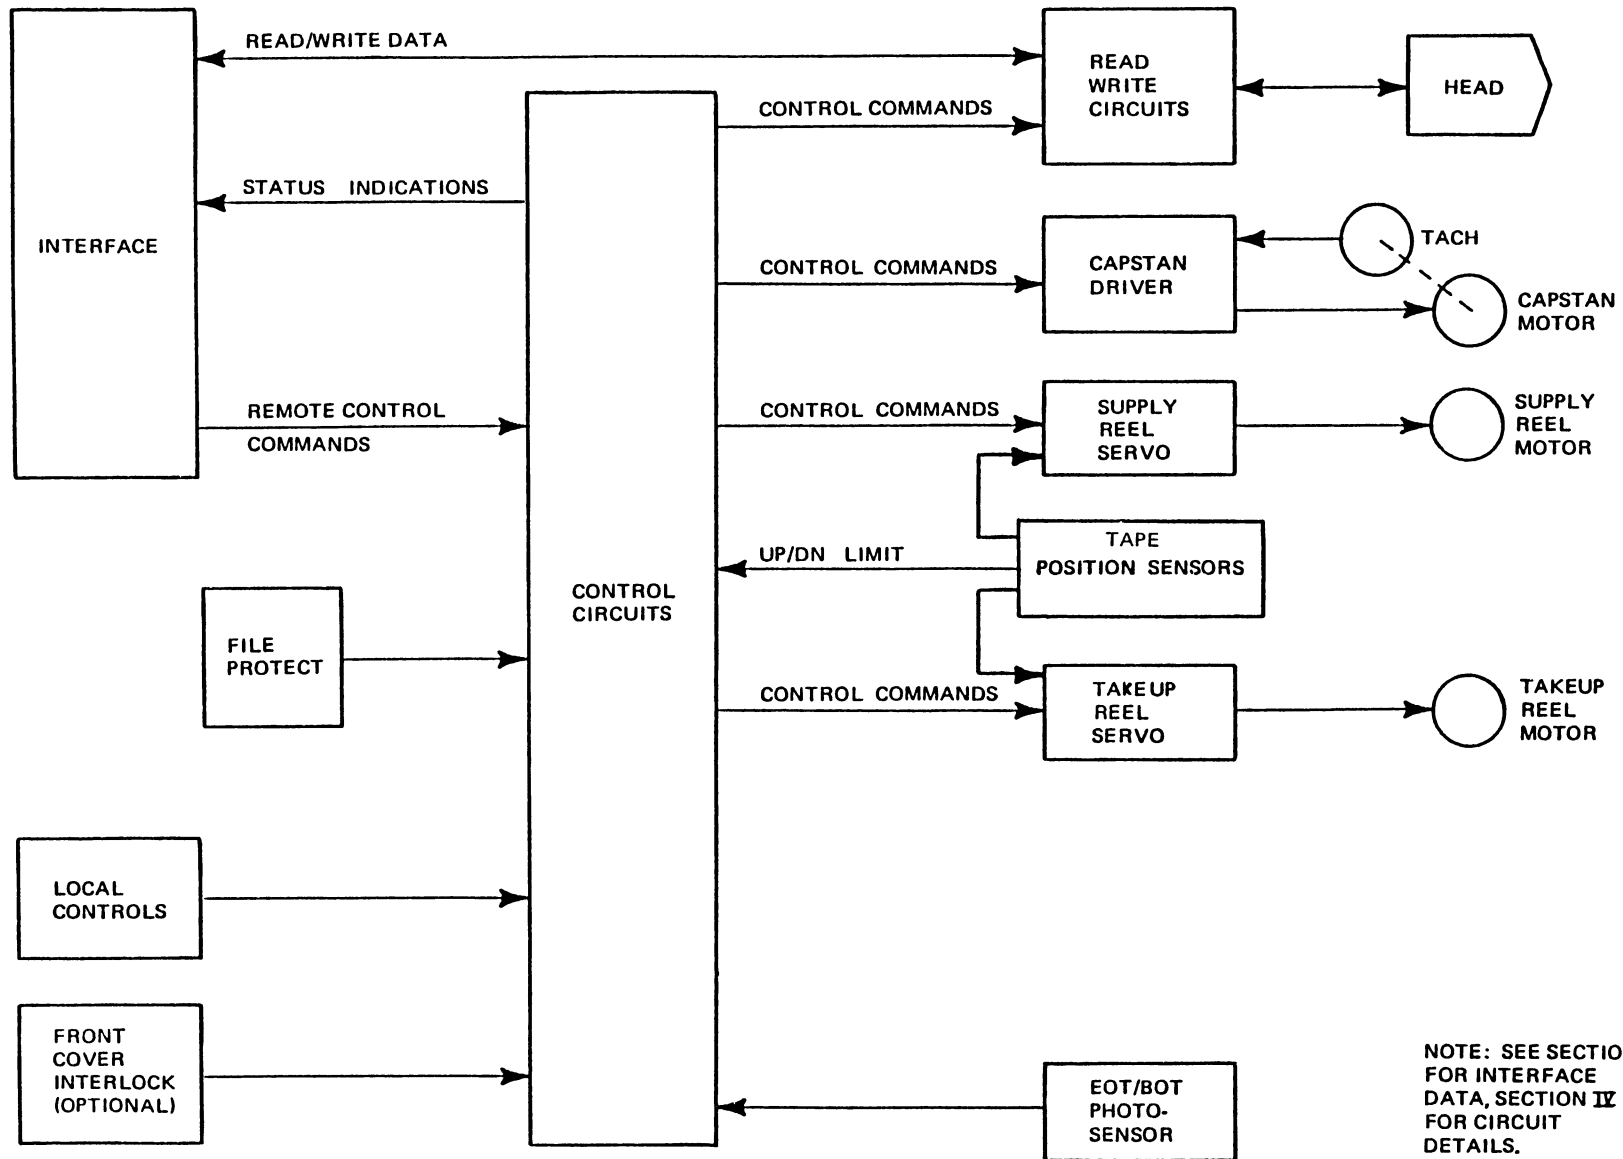 READ/WRITE DATA
READ
WRITE
CIRCUITS
HEAD
CONTROL COMMANDS
STATUS INDICATIONS
INTERFACE
CONTROL COMMANDS
CAPSTAN
DRIVER
TACH
CAPSTAN
MOTOR
REMOTE CONTROL
COMMANDS
CONTROL COMMANDS
SUPPLY
REEL
SERVO
SUPPLY
REEL
MOTOR
UP/DN LIMIT
TAPE
POSITION SENSORS
CONTROL
CIRCUITS
FILE
PROTECT
CONTROL COMMANDS
TAKEUP
REEL
SERVO
TAKEUP
REEL
MOTOR
LOCAL
CONTROLS
FRONT
COVER
INTERLOCK
(OPTIONAL)
EOT/BOT
PHOTO-
SENSOR
NOTE: SEE SECTIO
FOR INTERFACE
DATA, SECTION IV
FOR CIRCUIT
DETAILS.